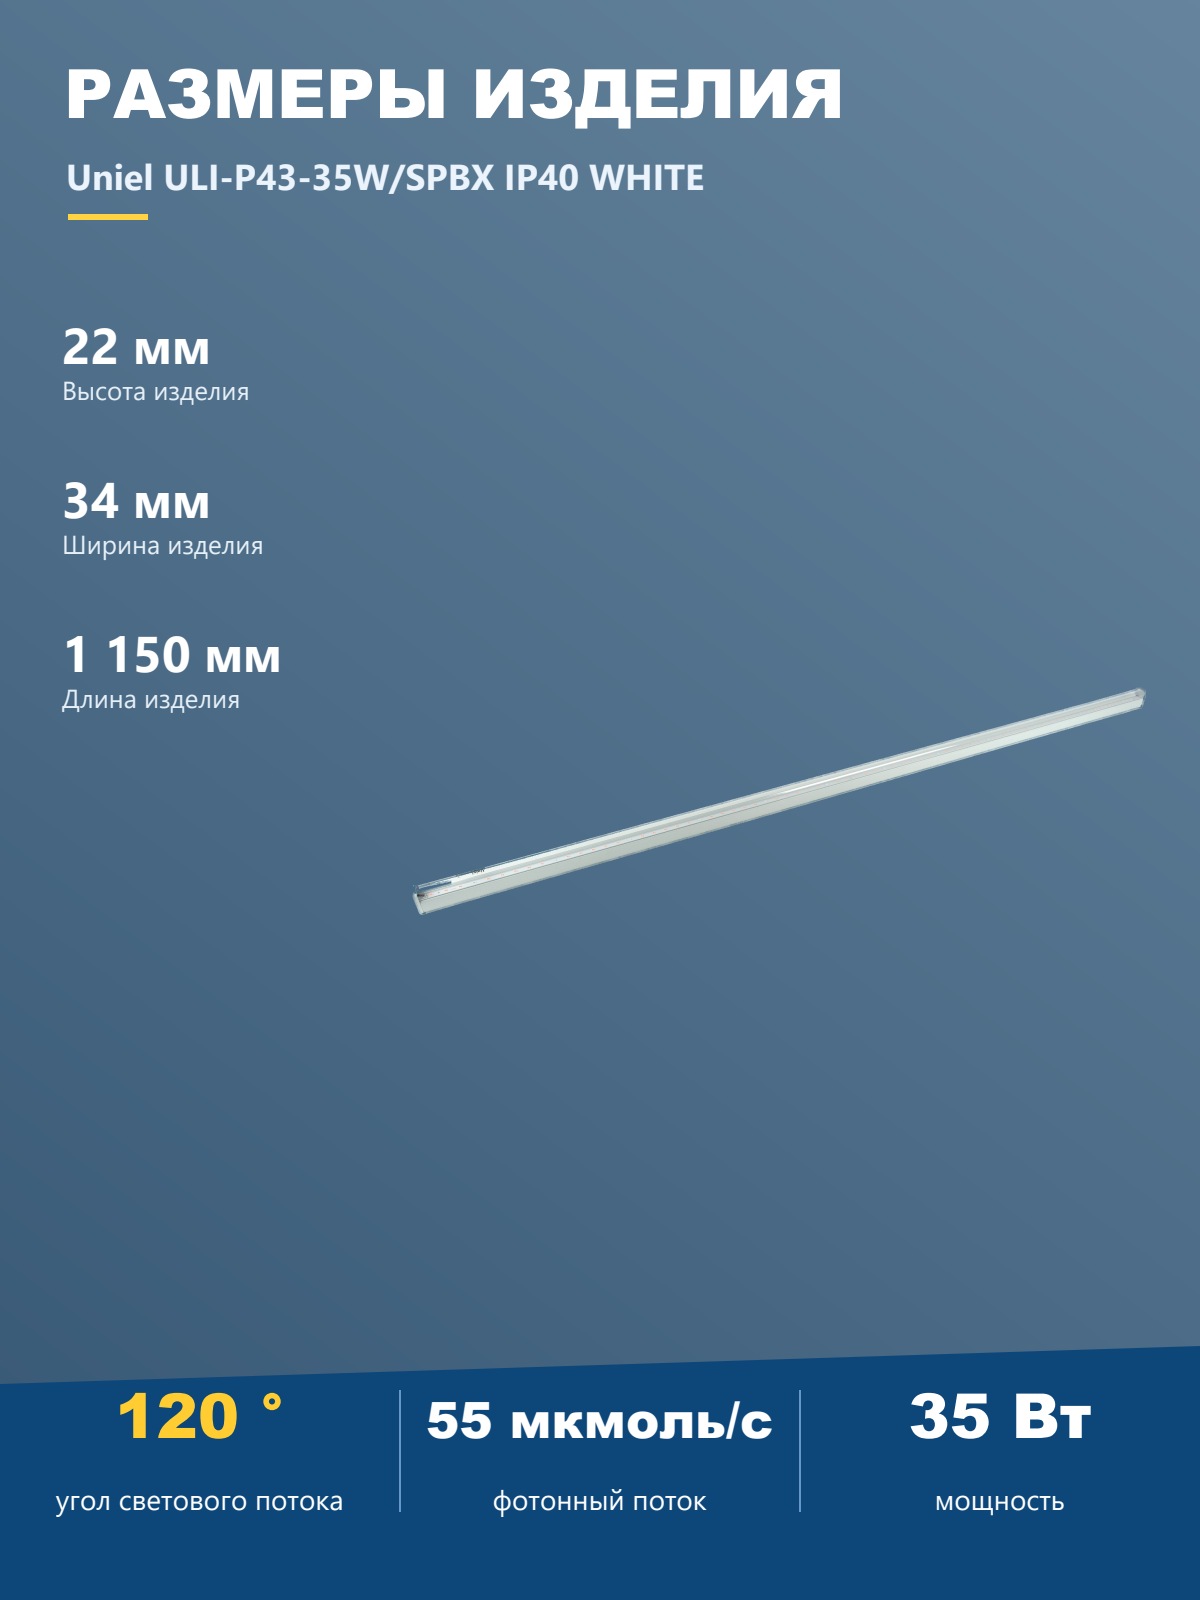 РАЗМЕРЫ ИЗДЕЛИЯ
Uniel ULI-P43-35W/SPBX IP40 WHITE
22 мм
Высота изделия
34 мм
Ширина изделия
1 150 мм
Длина изделия
120 °
угол светового потока
55 мкмоль/с
фотонный поток
35 Вт
мощность